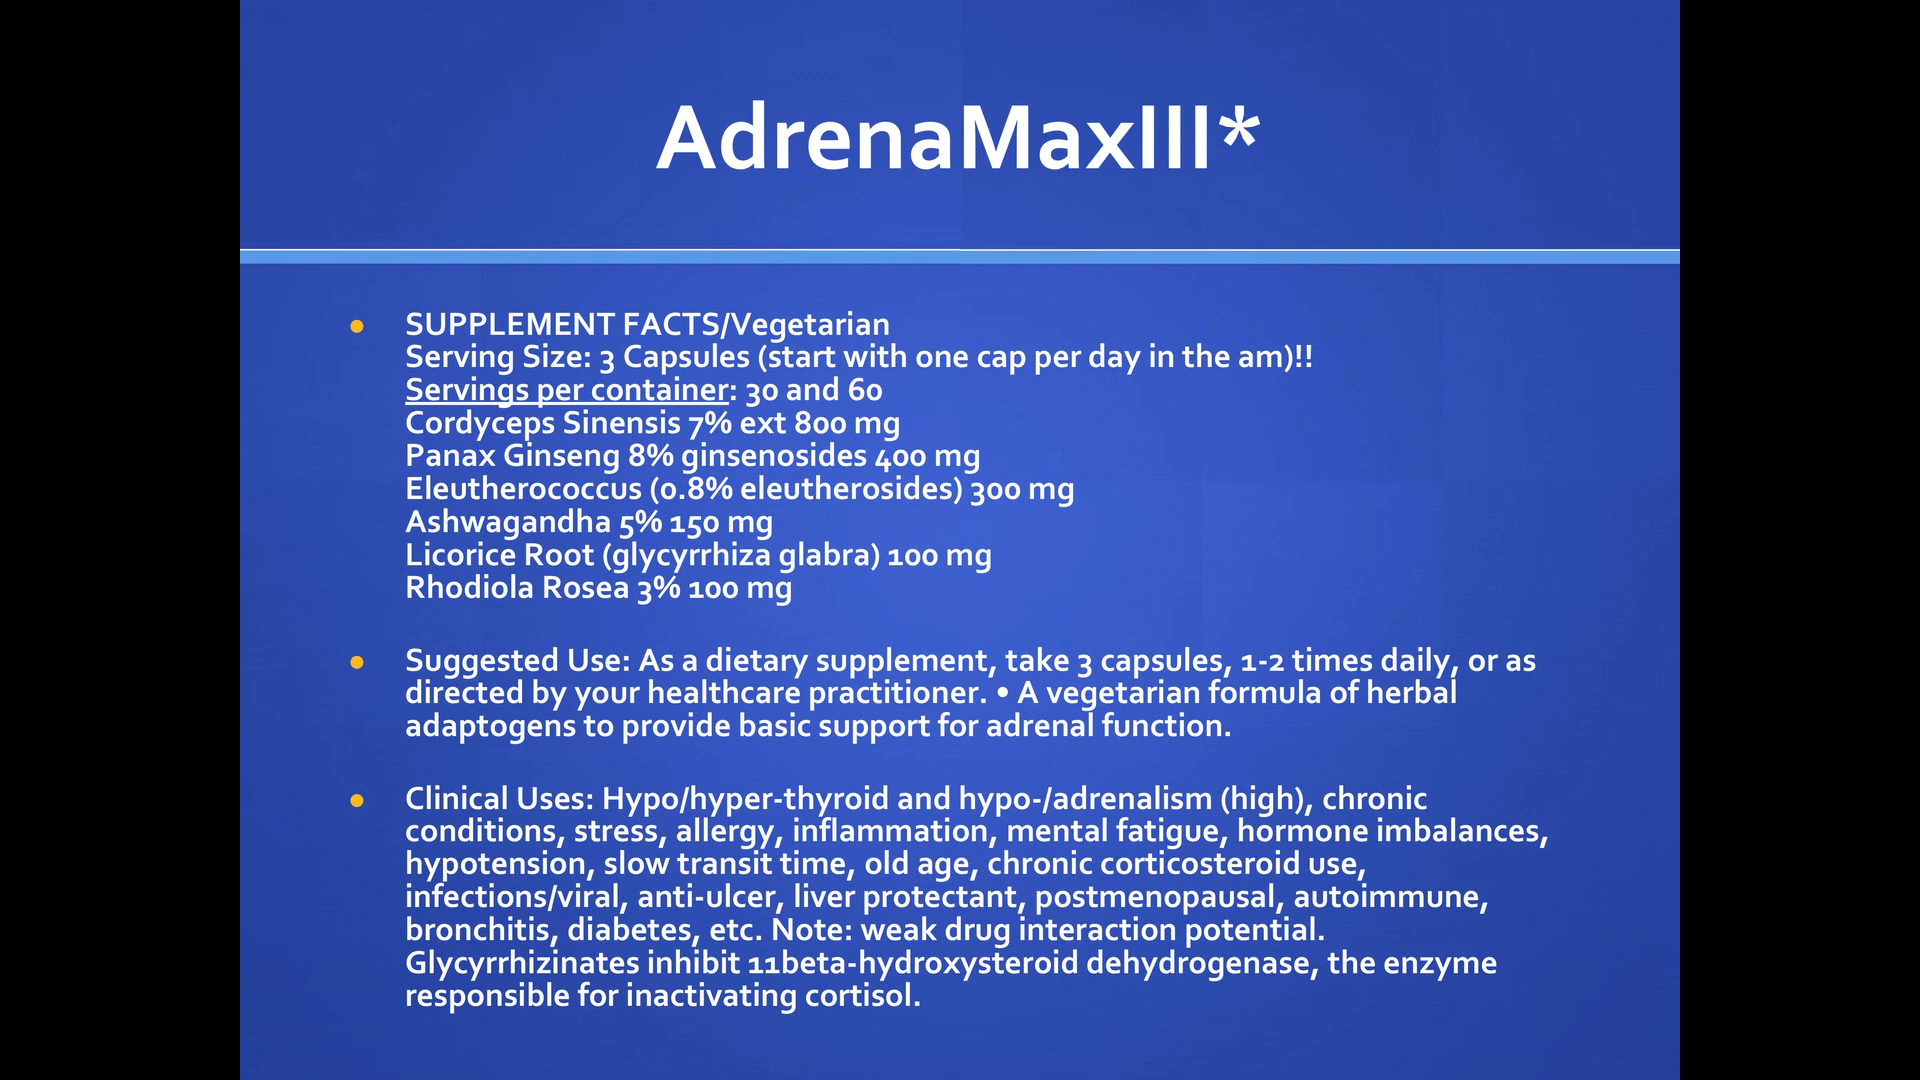 AdrenaMaxIII*
• SUPPLEMENT FACTS/Vegetarian
Serving Size: 3 Capsules (start with one cap per day in the am)!!
Servings per container: 30 and 60
Cordyceps Sinensis 7% ext 800 mg
Panax Ginseng 8% ginsenosides 400 mg
Eleutherococcus (0.8% eleutherosides) 300 mg
Ashwagandha 5% 150 mg
Licorice Root (glycyrrhiza glabra) 100 mg
Rhodiola Rosea 3% 100 mg
• Suggested Use: As a dietary supplement, take 3 capsules, 1-2 times daily, or as
directed by your healthcare practitioner. • A vegetarian formula of herbal
adaptogens to provide basic support for adrenal function.
• Clinical Uses: Hypo/hyper-thyroid and hypo-/adrenalism (high), chronic
conditions, stress, allergy, inflammation, mental fatigue, hormone imbalances,
hypotension, slow transit time, old age, chronic corticosteroid use,
infections/viral, anti-ulcer, liver protectant, postmenopausal, autoimmune,
bronchitis, diabetes, etc. Note: weak drug interaction potential.
Glycyrrhizinates inhibit 11beta-hydroxysteroid dehydrogenase, the enzyme
responsible for inactivating cortisol.